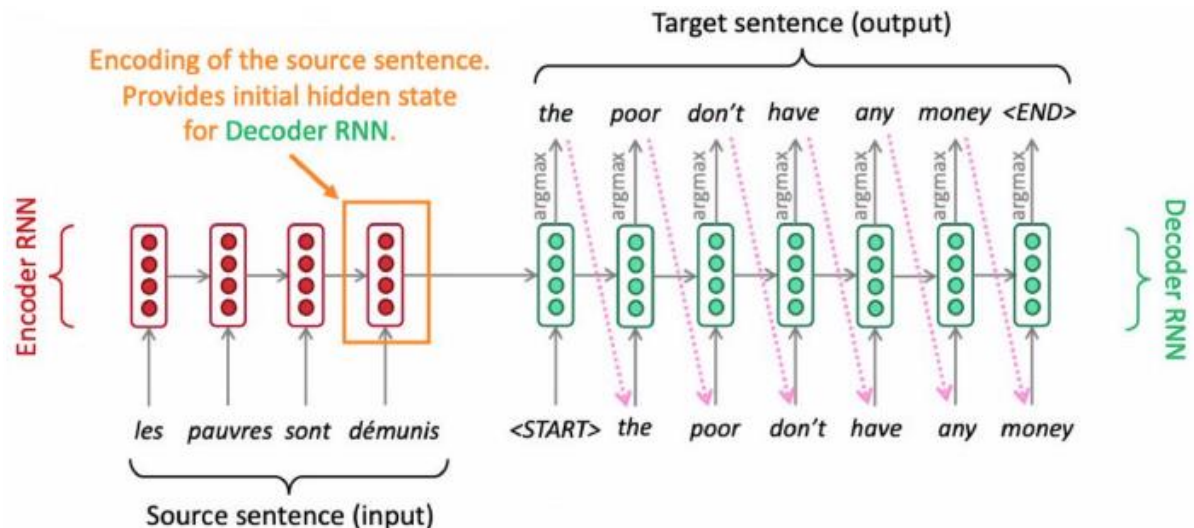 Target sentence (output)
Encoding of the source sentence.
Provides initial hidden state
for Decoder RNN.
the poor don't have any money <END>
argmax argmax argmax argmax argmax argmax argmax
Encoder RNN
Decoder RNN
les pauvres sont démunis
<START> the poor don't have any money
Source sentence (input)